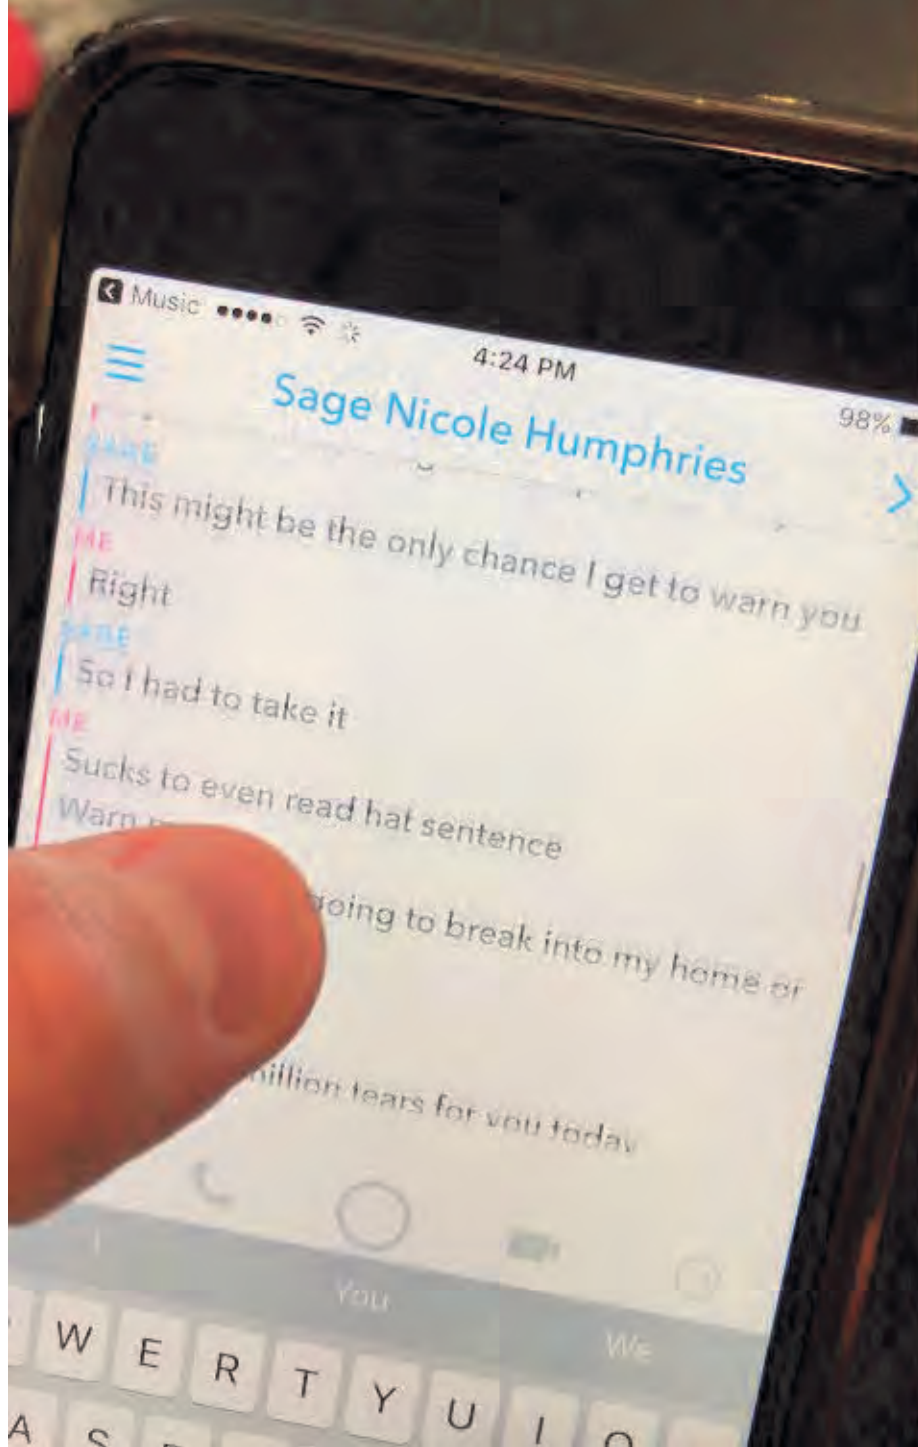 Music
4:24 PM
98%
Sage Nicole Humphries
SAGE
This might be the only chance I get to warn you
ME
Right
SAGE
So I had to take it
ME
Sucks to even read hat sentence
Warn
going to break into my home or
million tears for you today
I
You
We
W E R T Y U I O
A S